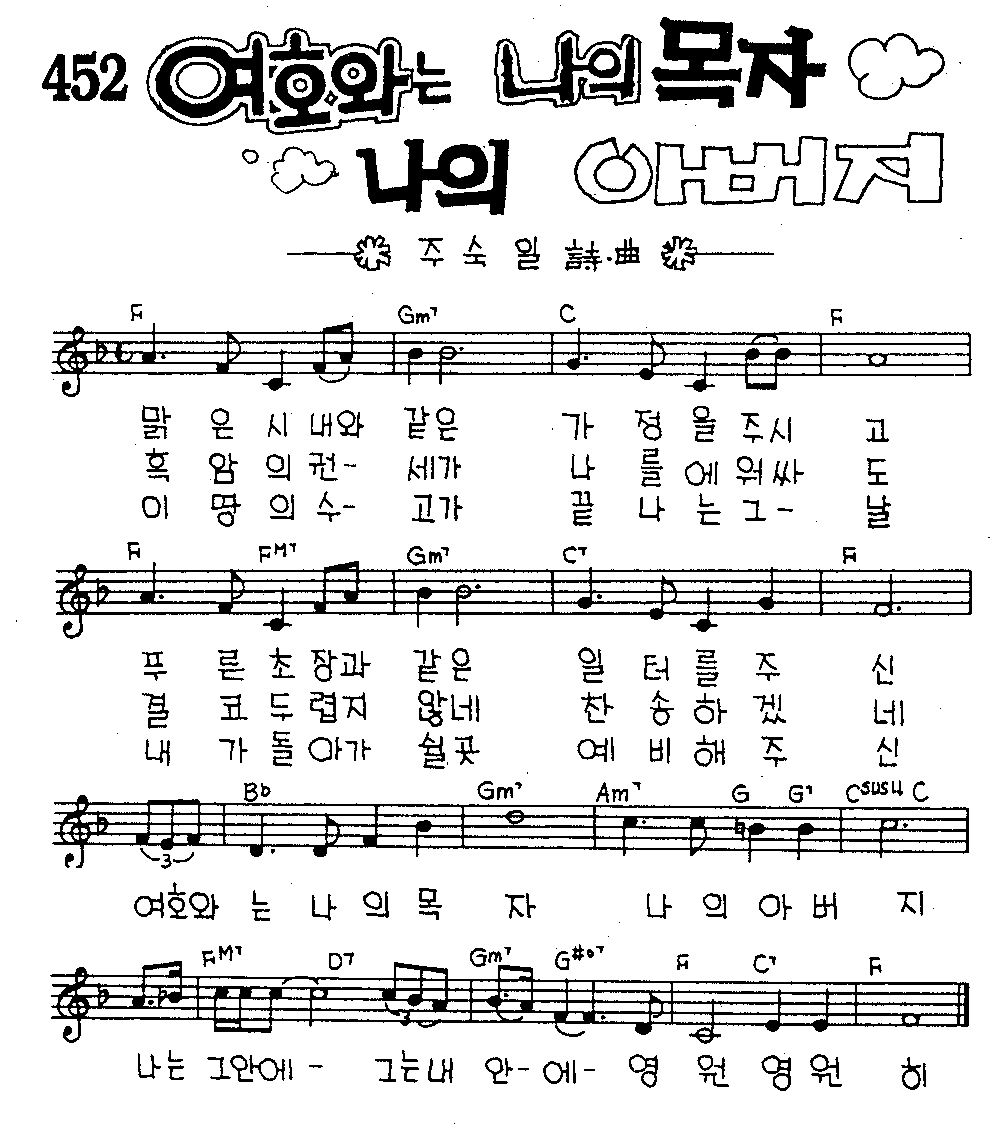 452 여호와는 나의 목자
나의 아버지
주 숙 일 詩·曲
F Gm7 C F
맑 은 시 내와 같은 가 정 을 주시 고
흑 암 의 권- 세가 나 를 에 워싸 도
이 땅 의 수- 고가 끝 나 는 그- 날
F FM7 Gm7 C7 F
푸 른 초 장과 같은 일 터 를 주 신
결 코 두 렵지 않네 찬 송 하 겠 네
내 가 돌 아가 쉴곳 예 비 해 주 신
Bb Gm7 Am7 G G7 Csus4 C
3
여호와 는 나 의 목 자 나 의 아 버 지
FM7 D7 Gm7 G#o7 F C7 F
3
나는 그안에- 그는내 안-에- 영 원 영 원 히